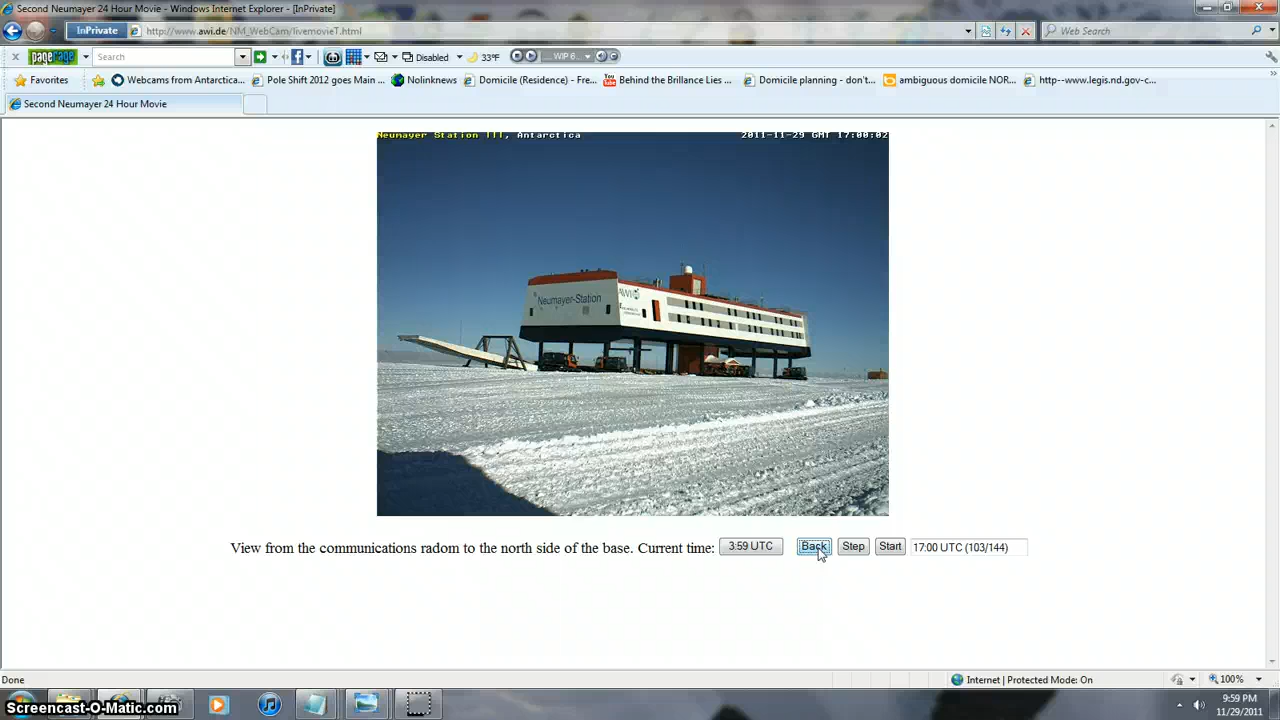 Second Neumayer 24 Hour Movie - Windows Internet Explorer - [InPrivate]
InPrivate http://www.awi.de/NM_WebCam/livemovieT.html Web Search
x pageRage Search Disabled 33°F
Favorites Webcams from Antarctica... Pole Shift 2012 goes Main ... Nolinknews Domicile (Residence) - Fre... Behind the Brillance Lies ... Domicile planning - don't... ambiguous domicile NOR... http--www.legis.nd.gov-c...
Second Neumayer 24 Hour Movie
Neumayer Station III, Antarctica 2011-11-29 GMT 17:00:02
Neumayer-Station AWI
View from the communications radom to the north side of the base. Current time: 3:59 UTC Back Step Start 17:00 UTC (103/144)
Done Internet | Protected Mode: On 100%
Screencast-O-Matic.com 9:59 PM
11/29/2011